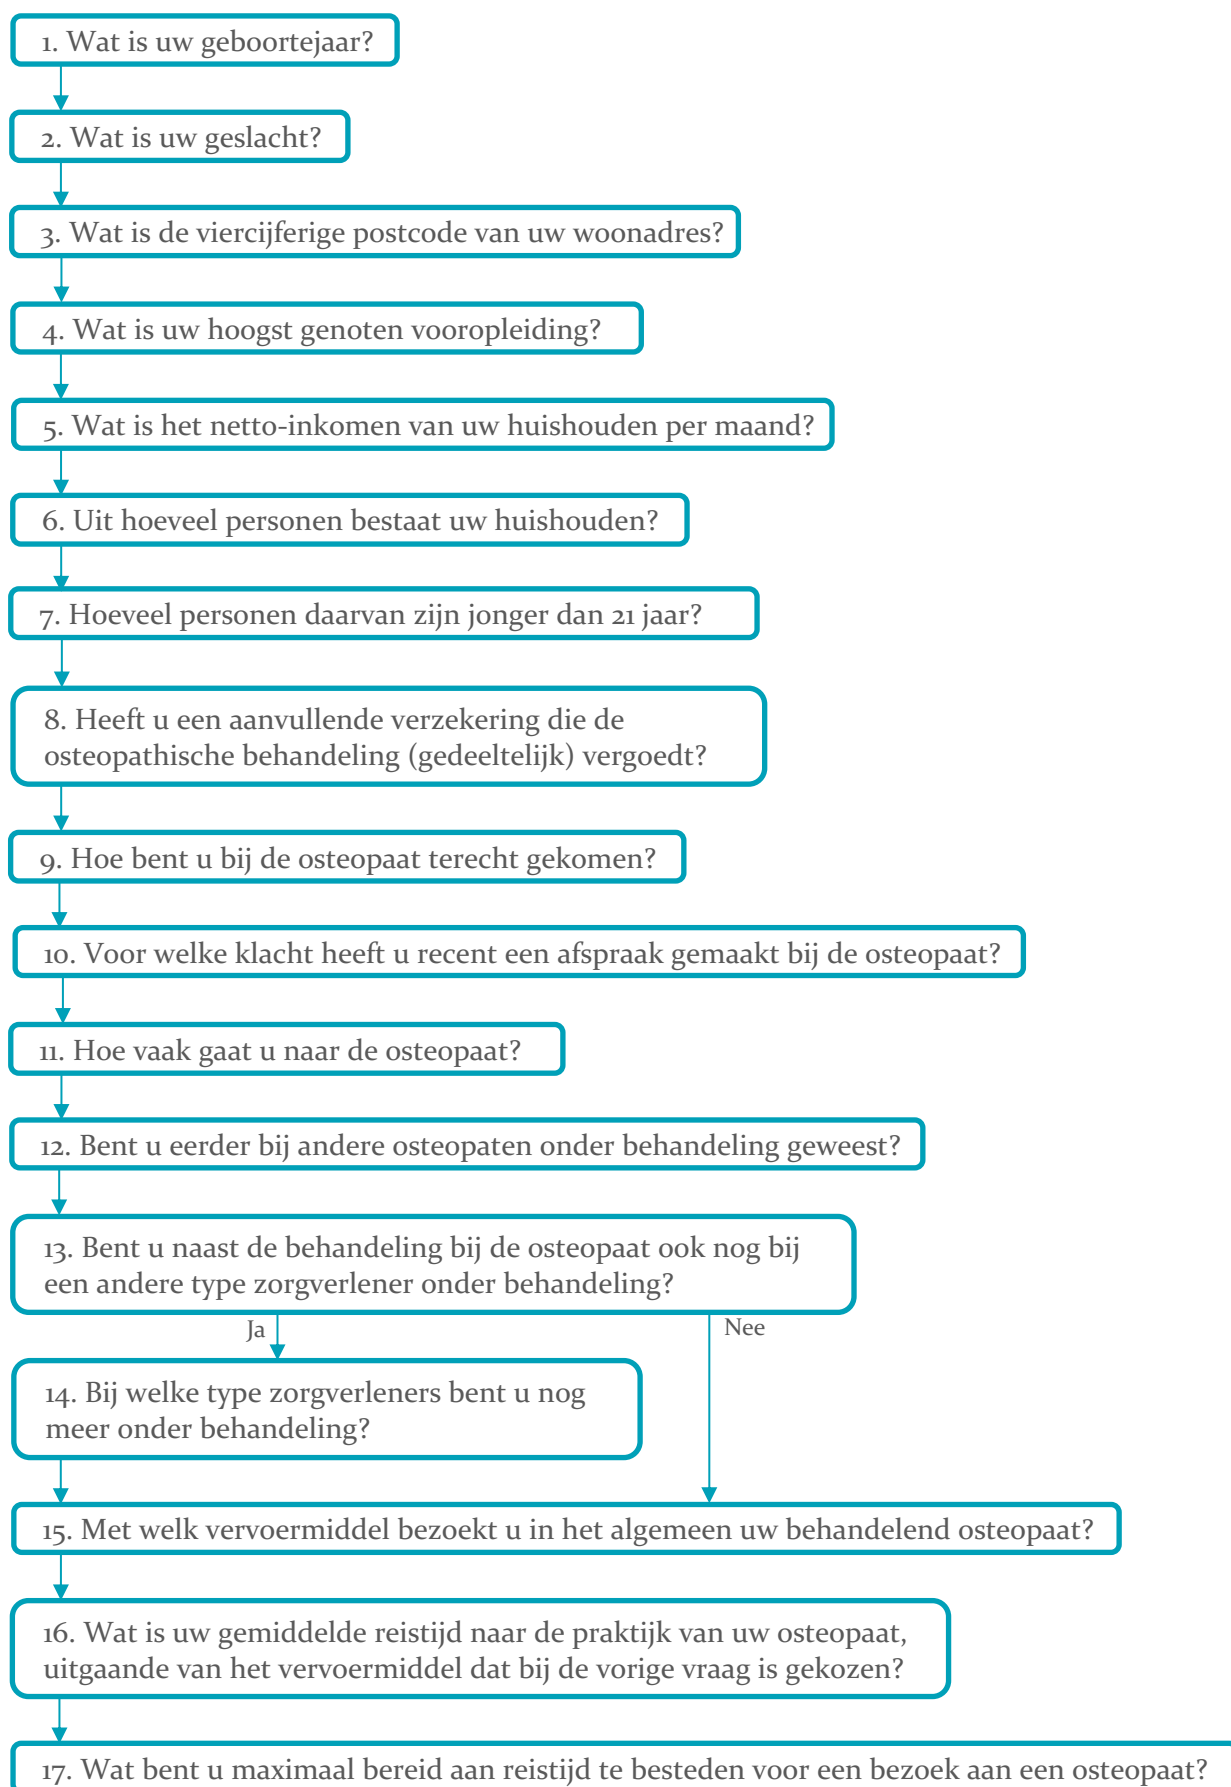 1. Wat is uw geboortejaar?
2. Wat is uw geslacht?
3. Wat is de viercijferige postcode van uw woonadres?
4. Wat is uw hoogst genoten vooropleiding?
5. Wat is het netto-inkomen van uw huishouden per maand?
6. Uit hoeveel personen bestaat uw huishouden?
7. Hoeveel personen daarvan zijn jonger dan 21 jaar?
8. Heeft u een aanvullende verzekering die de
osteopathische behandeling (gedeeltelijk) vergoedt?
9. Hoe bent u bij de osteopaat terecht gekomen?
10. Voor welke klacht heeft u recent een afspraak gemaakt bij de osteopaat?
11. Hoe vaak gaat u naar de osteopaat?
12. Bent u eerder bij andere osteopaten onder behandeling geweest?
13. Bent u naast de behandeling bij de osteopaat ook nog bij
een andere type zorgverlener onder behandeling?
Ja
Nee
14. Bij welke type zorgverleners bent u nog
meer onder behandeling?
15. Met welk vervoermiddel bezoekt u in het algemeen uw behandelend osteopaat?
16. Wat is uw gemiddelde reistijd naar de praktijk van uw osteopaat,
uitgaande van het vervoermiddel dat bij de vorige vraag is gekozen?
17. Wat bent u maximaal bereid aan reistijd te besteden voor een bezoek aan een osteopaat?